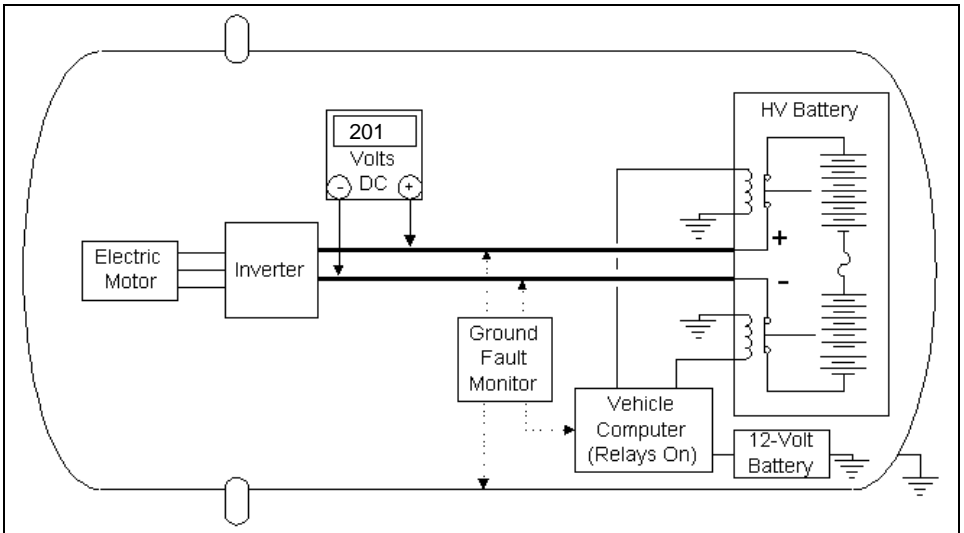 HV Battery
201
Volts
DC
-
+
+
-
Electric
Motor
Inverter
Ground
Fault
Monitor
Vehicle
Computer
(Relays On)
12-Volt
Battery